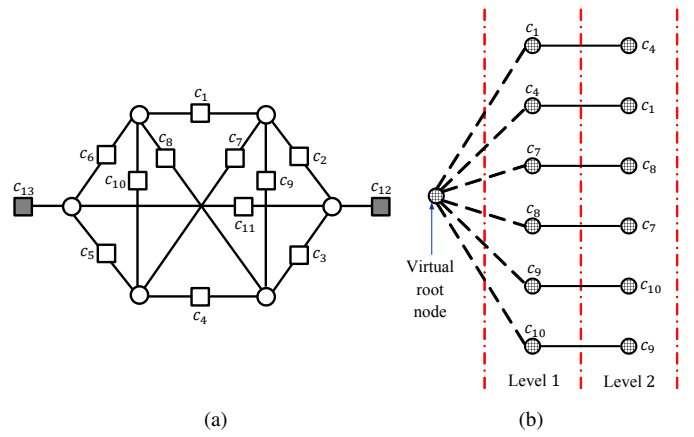 c₁
c₈
c₇
c₆
c₂
c₁₀
c₉
c₁₃
c₁₂
c₁₁
c₅
c₃
c₄
(a)
c₁
c₄
c₄
c₁
c₇
c₈
c₈
c₇
c₉
c₁₀
c₁₀
c₉
Virtual
root
node
Level 1
Level 2
(b)